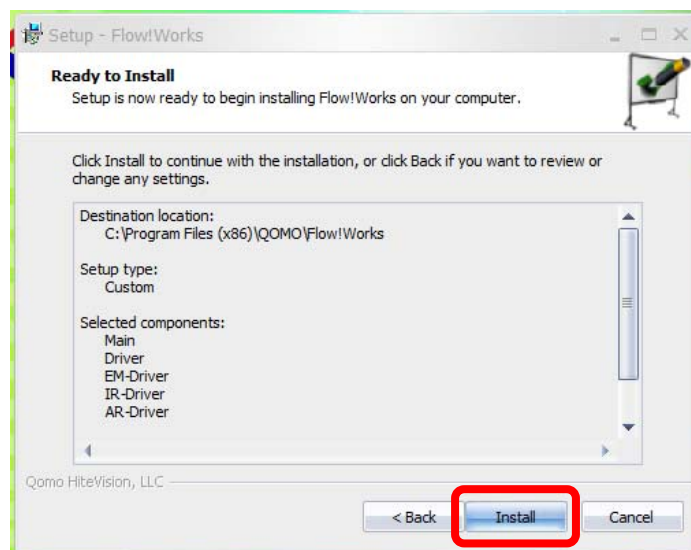 Setup - Flow!Works
Ready to Install
Setup is now ready to begin installing Flow!Works on your computer.
Click Install to continue with the installation, or click Back if you want to review or
change any settings.
Destination location:
C:\Program Files (x86)\QOMO\Flow!Works
Setup type:
Custom
Selected components:
Main
Driver
EM-Driver
IR-Driver
AR-Driver
Qomo HiteVision, LLC
< Back Install Cancel